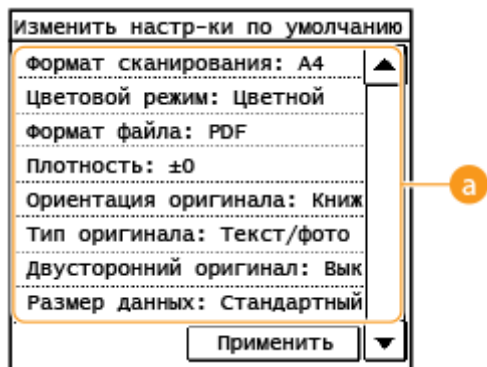 Изменить настр-ки по умолчанию
Формат сканирования: A4
Цветовой режим: Цветной
Формат файла: PDF
Плотность: ±0
Ориентация оригинала: Книж
Тип оригинала: Текст/фото
Двусторонний оригинал: Вык
Размер данных: Стандартный
Применить
a